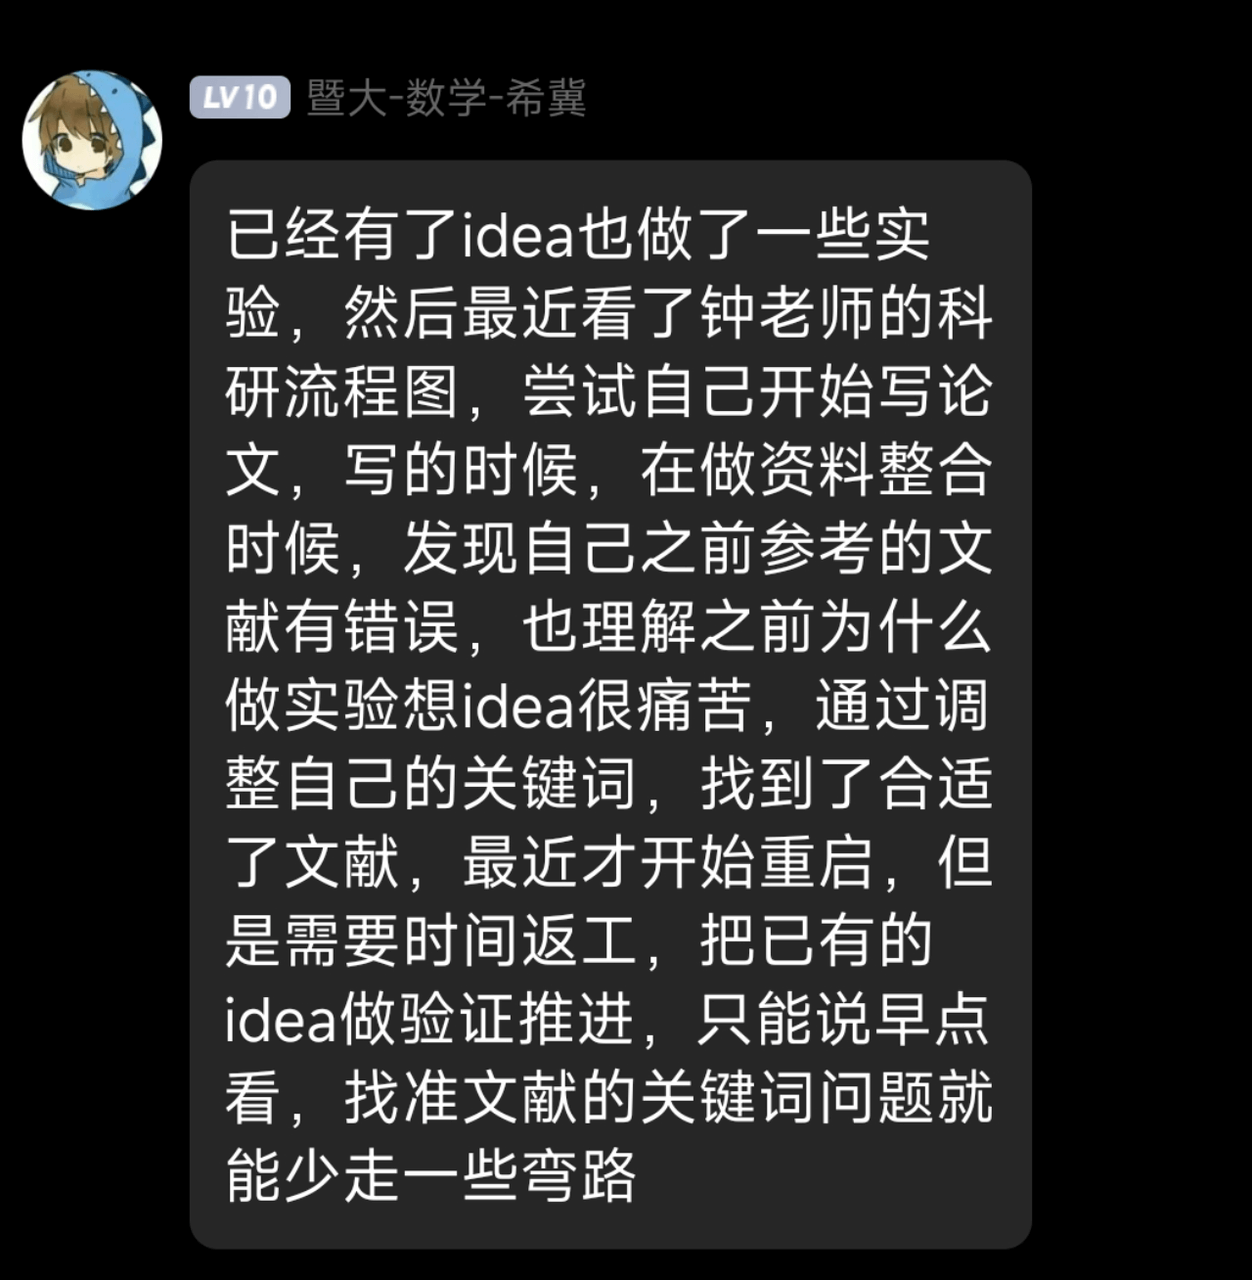 LV10 暨大-数学-希冀
已经有了idea也做了一些实
验，然后最近看了钟老师的科
研流程图，尝试自己开始写论
文，写的时候，在做资料整合
时候，发现自己之前参考的文
献有错误，也理解之前为什么
做实验想idea很痛苦，通过调
整自己的关键词，找到了合适
了文献，最近才开始重启，但
是需要时间返工，把已有的
idea做验证推进，只能说早点
看，找准文献的关键词问题就
能少走一些弯路